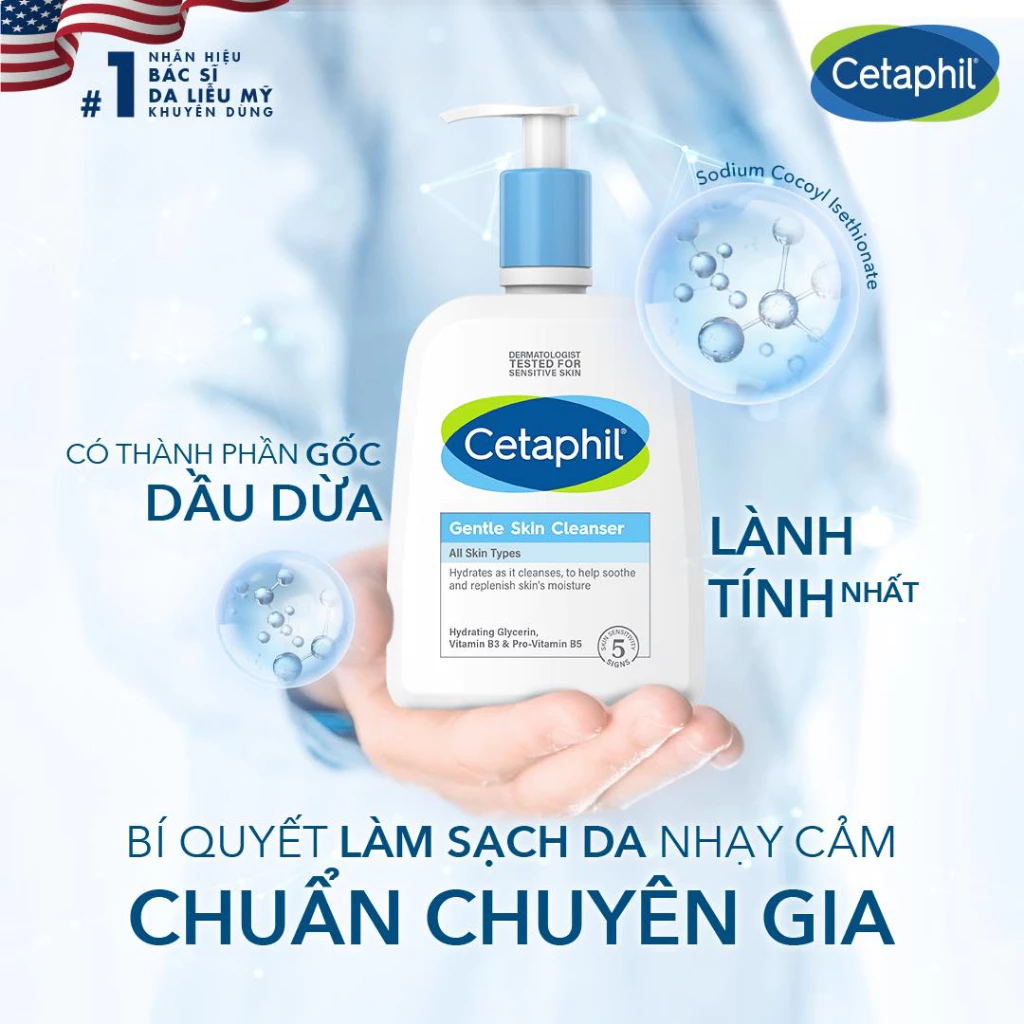 #1
NHÃN HIỆU
BÁC SĨ
DA LIỄU MỸ
KHUYÊN DÙNG
Cetaphil®
Sodium Cocoyl Isethionate
DERMATOLOGIST
TESTED FOR
SENSITIVE SKIN
Cetaphil®
Gentle Skin Cleanser
All Skin Types
Hydrates as it cleanses, to help soothe
and replenish skin's moisture
Hydrating Glycerin,
Vitamin B3 & Pro-Vitamin B5
SKIN SENSITIVITY
5
SIGNS
CÓ THÀNH PHẦN GỐC
DẦU DỪA
LÀNH
TÍNH NHẤT
BÍ QUYẾT LÀM SẠCH DA NHẠY CẢM
CHUẨN CHUYÊN GIA